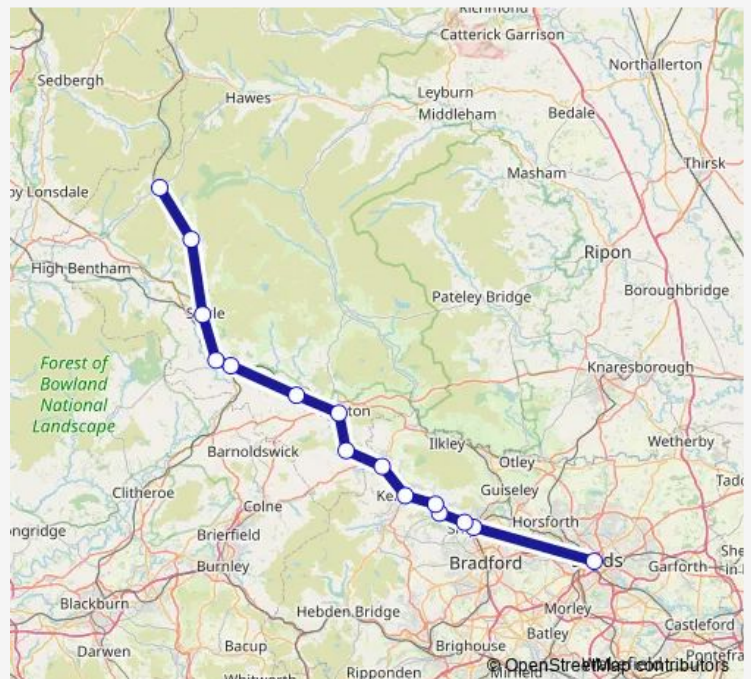 Richmond
Catterick Garrison
Northallerton
Sedbergh
Hawes
Leyburn
Middleham
Bedale
Thirsk
Masham
by Lonsdale
Ripon
High Bentham
Pateley Bridge
Boroughbridge
Forest of
Bowland
National
Landscape
Knaresborough
Ilkley
Wetherby
Barnoldswick
Otley
Clitheroe
Guiseley
Colne
Horsforth
Brierfield
Bradford
Garforth
Burnley
Morley
Blackburn
Hebden Bridge
Castleford
Batley
Darwen
Bacup
Brighouse
Ripponden
© OpenStreetMap contributors